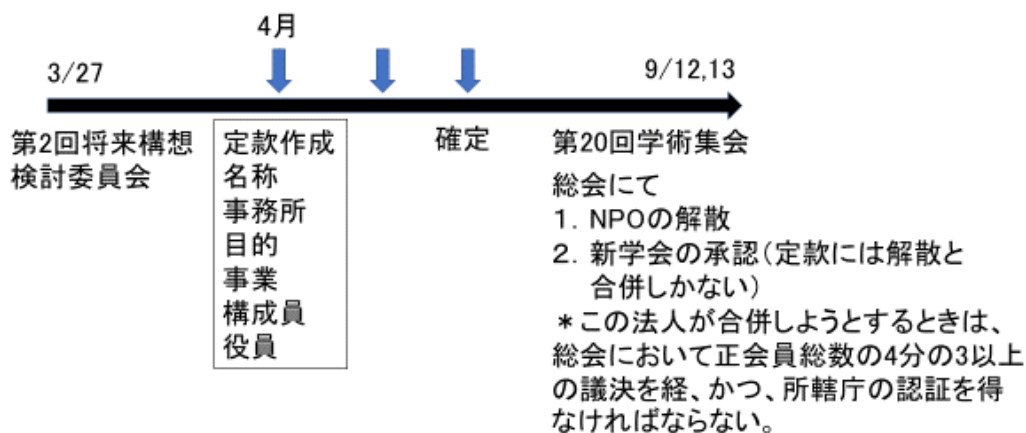 4月
3/27
9/12,13
第2回将来構想
検討委員会
定款作成
名称
事務所
目的
事業
構成員
役員
確定
第20回学術集会
総会にて
1. NPOの解散
2. 新学会の承認（定款には解散と
合併しかない）
＊この法人が合併しようとするときは、
総会において正会員総数の4分の3以上
の議決を経、かつ、所轄庁の認証を得
なければならない。